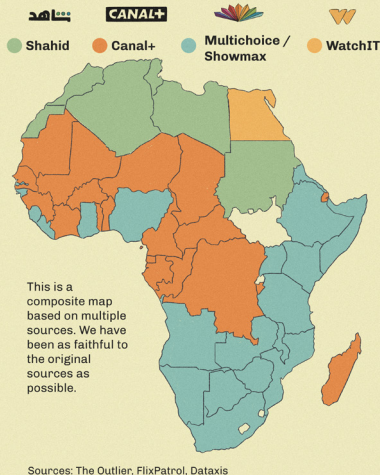 شاهد
CANAL+
Shahid
Canal+
Multichoice /
Showmax
WatchIT
This is a
composite map
based on multiple
sources. We have
been as faithful to
the original
sources as
possible.
Sources: The Outlier, FlixPatrol, Dataxis